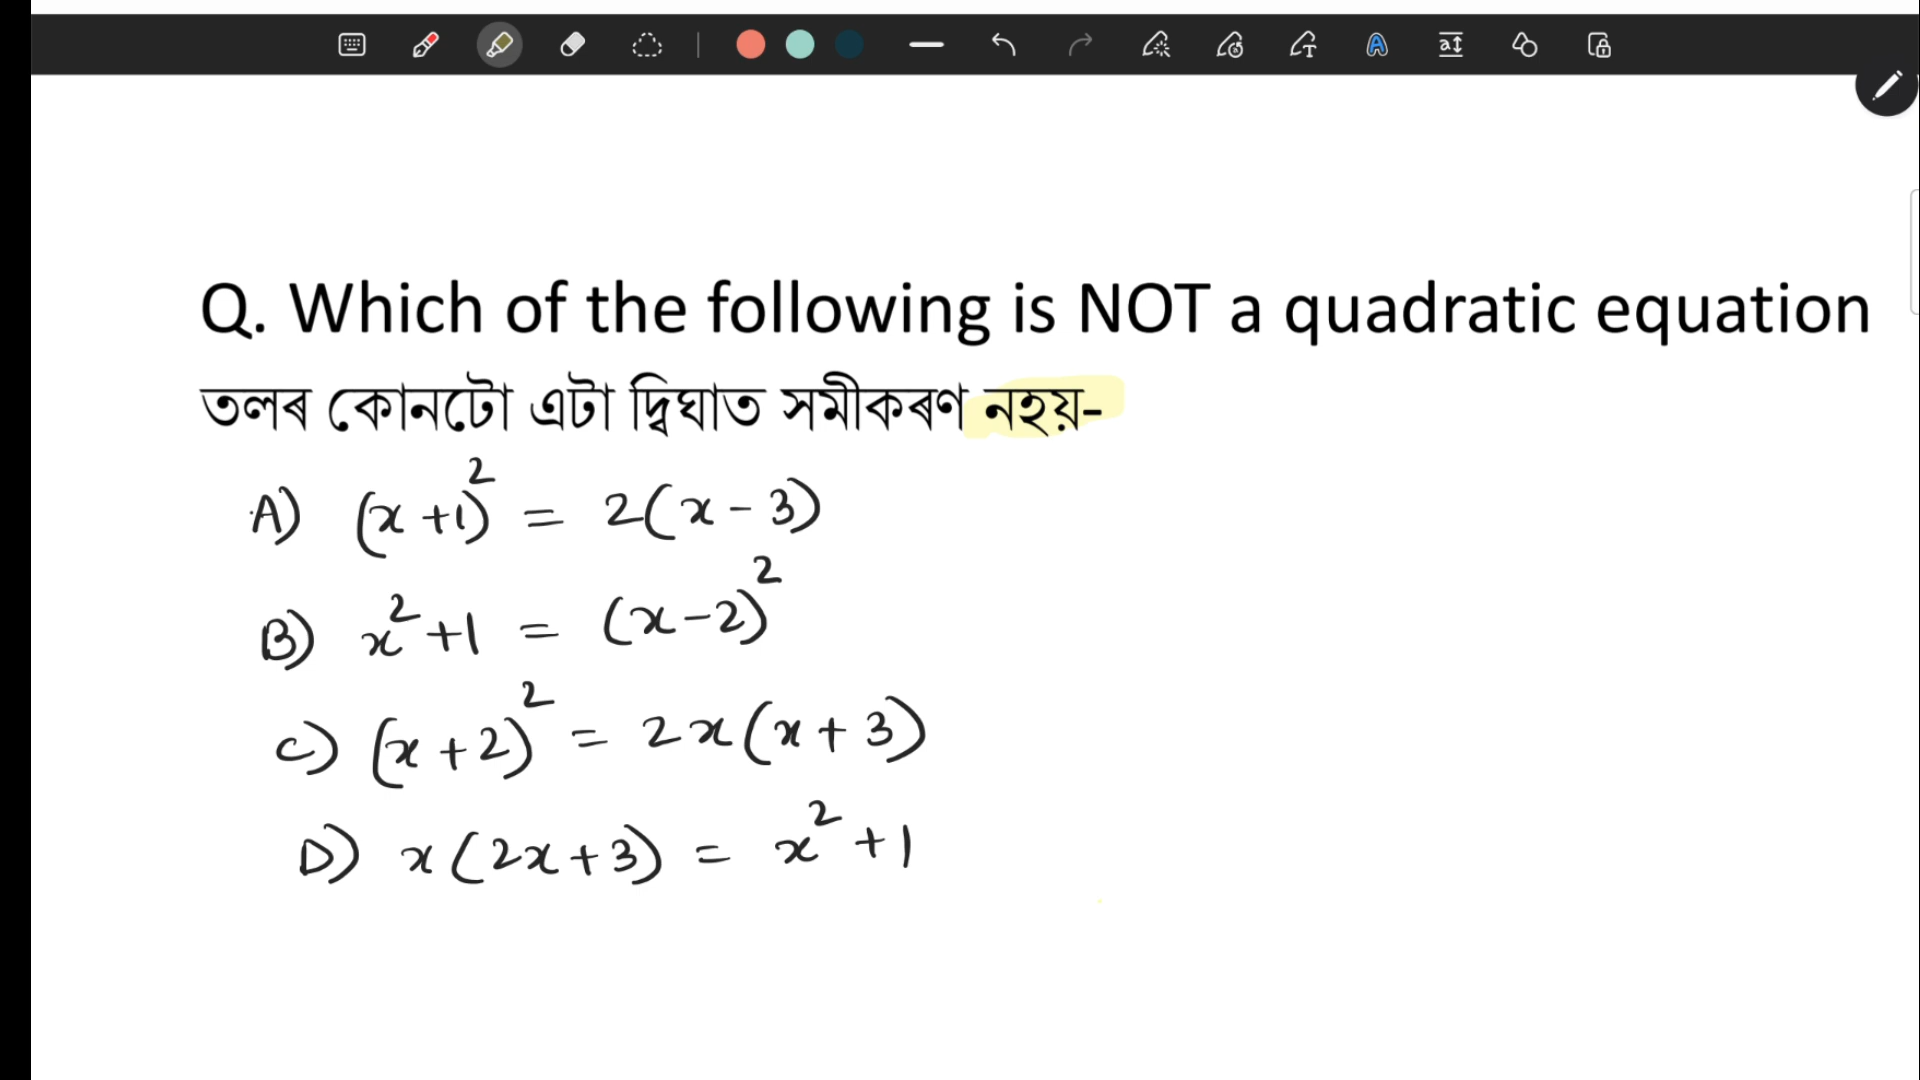 Q. Which of the following is NOT a quadratic equation
তলৰ কোনটো এটা দ্বিঘাত সমীকৰণ নহয়-
A) (x+1)² = 2(x-3)
B) x²+1 = (x-2)²
C) (x+2)² = 2x(x+3)
D) x(2x+3) = x²+1